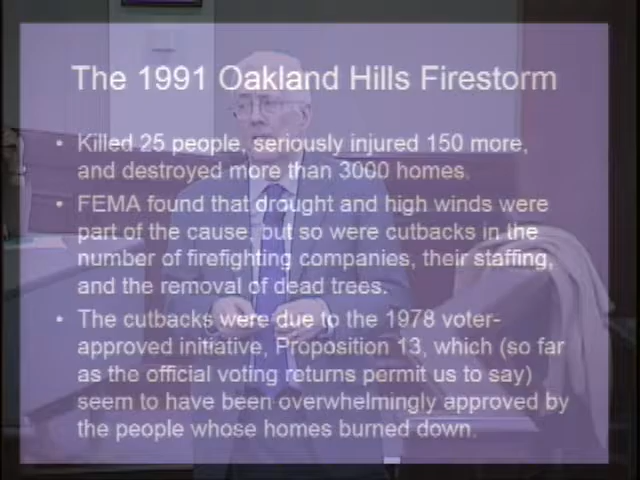 The 1991 Oakland Hills Firestorm
• Killed 25 people, seriously injured 150 more,
and destroyed more than 3000 homes.
• FEMA found that drought and high winds were
part of the cause, but so were cutbacks in the
number of firefighting companies, their staffing,
and the removal of dead trees.
• The cutbacks were due to the 1978 voter-
approved initiative, Proposition 13, which (so far
as the official voting returns permit us to say)
seem to have been overwhelmingly approved by
the people whose homes burned down.